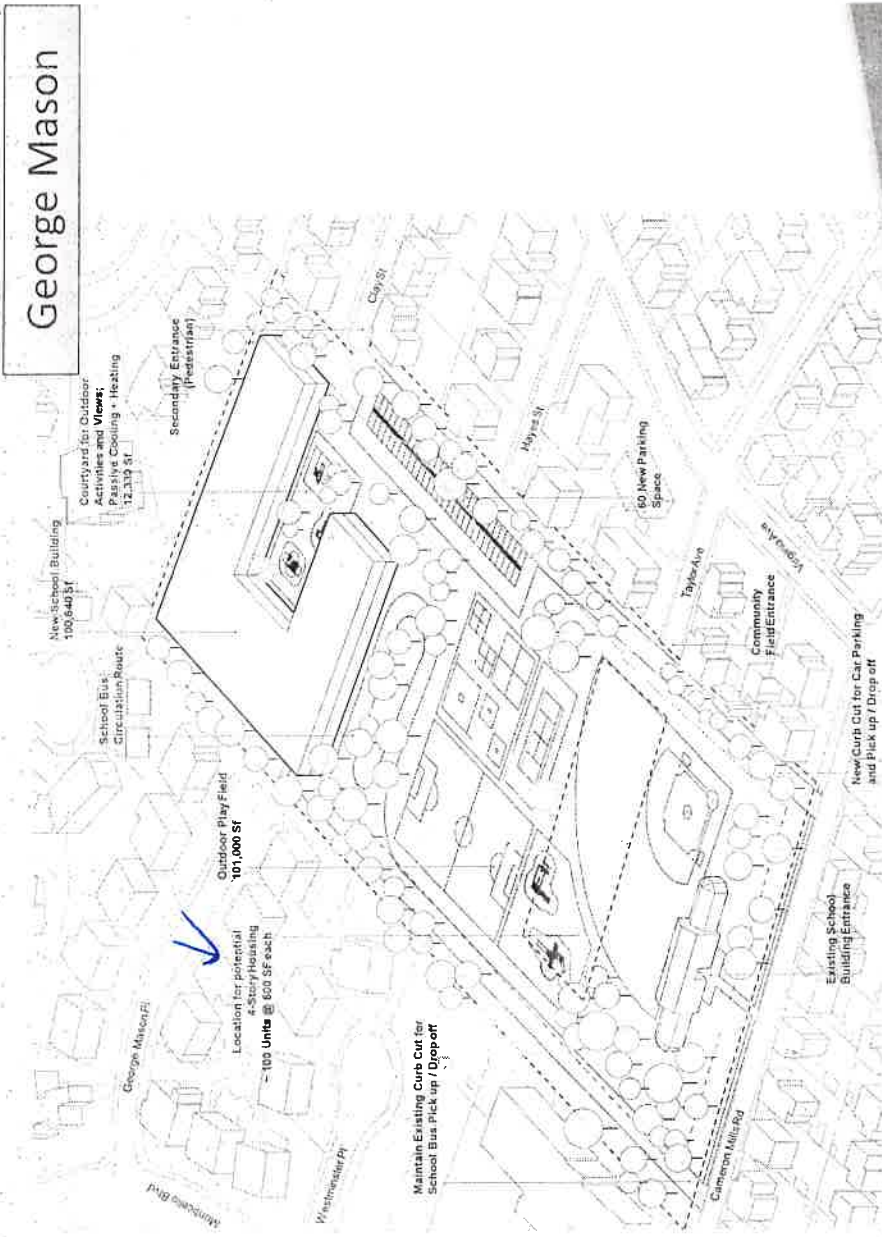 George Mason
New School Building
100,640 Sf
Courtyard for Outdoor
Activities and Views;
Passive Cooling + Heating
12,330 Sf
Secondary Entrance
(Pedestrian)
School Bus
Circulation Route
Outdoor Play Field
101,000 Sf
Location for potential
4-Story Housing
~ 100 Units @ 600 SF each
Maintain Existing Curb Cut for
School Bus Pick up / Drop off
George Mason Pl
Monticello Blvd
Westminster Pl
Clay St
Hayes St
60 New Parking
Space
Taylor Ave
Virginia Ave
Community
Field Entrance
New Curb Cut for Car Parking
and Pick up / Drop off
Existing School
Building Entrance
Cameron Mills Rd